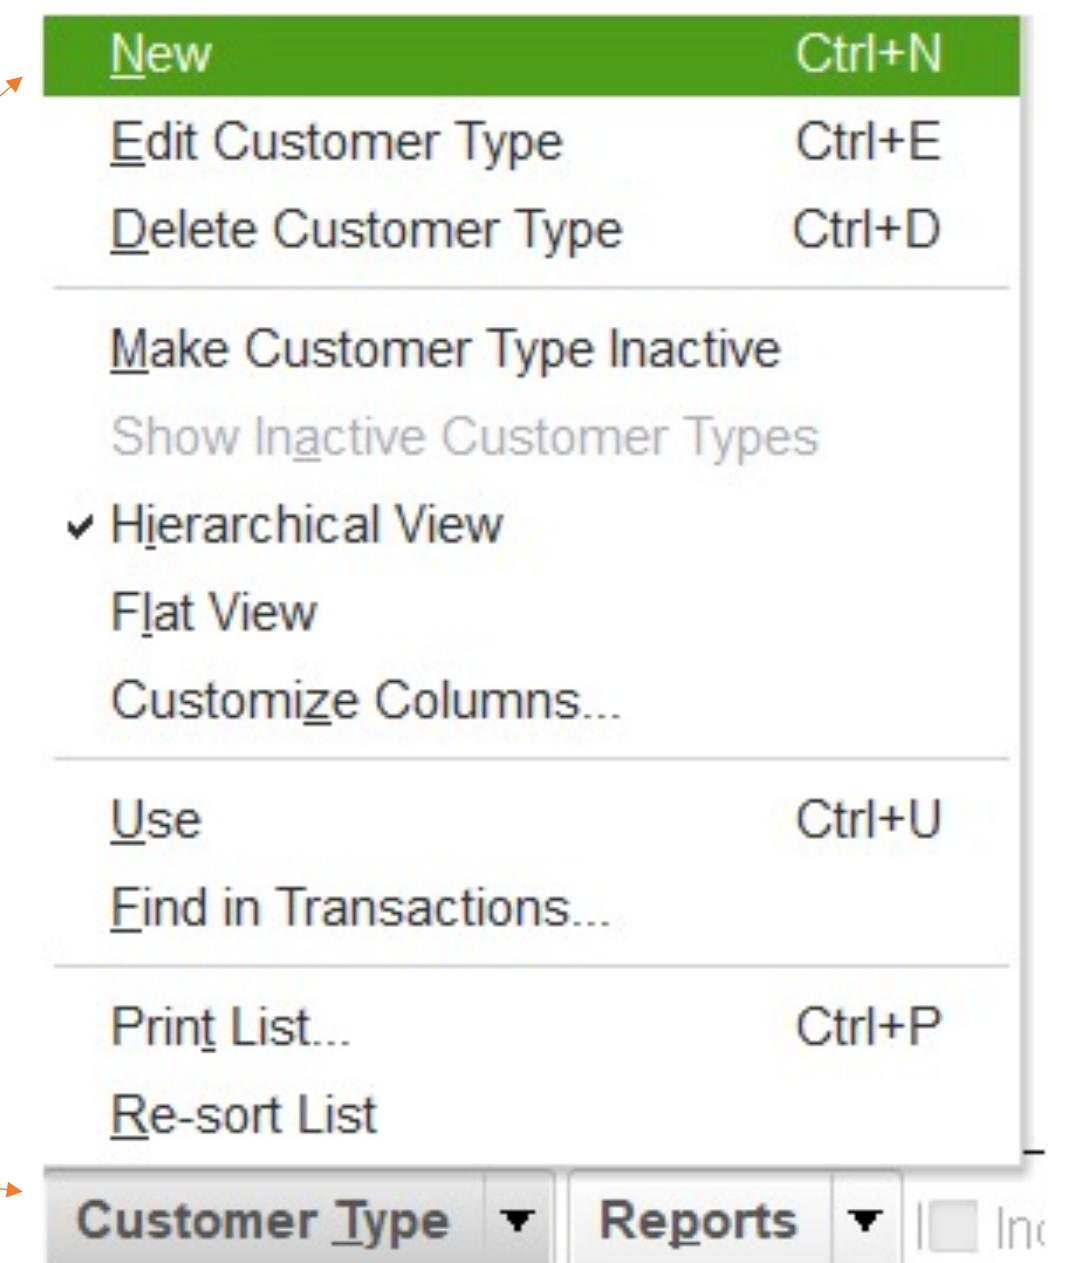 New Ctrl+N
Edit Customer Type Ctrl+E
Delete Customer Type Ctrl+D
Make Customer Type Inactive
Show Inactive Customer Types
Hierarchical View
Flat View
Customize Columns...
Use Ctrl+U
Find in Transactions...
Print List... Ctrl+P
Re-sort List
Customer Type Reports